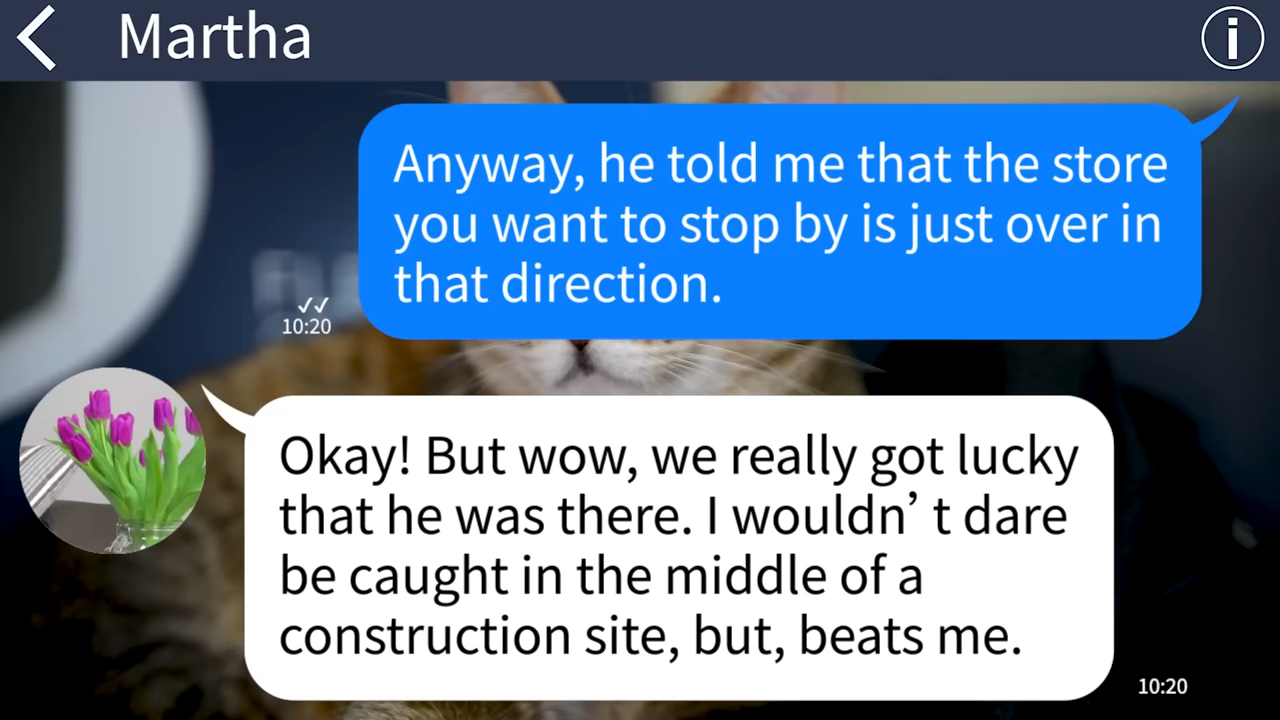 Martha
Anyway, he told me that the store
you want to stop by is just over in
that direction.
10:20
Okay! But wow, we really got lucky
that he was there. I wouldn’ t dare
be caught in the middle of a
construction site, but, beats me.
10:20